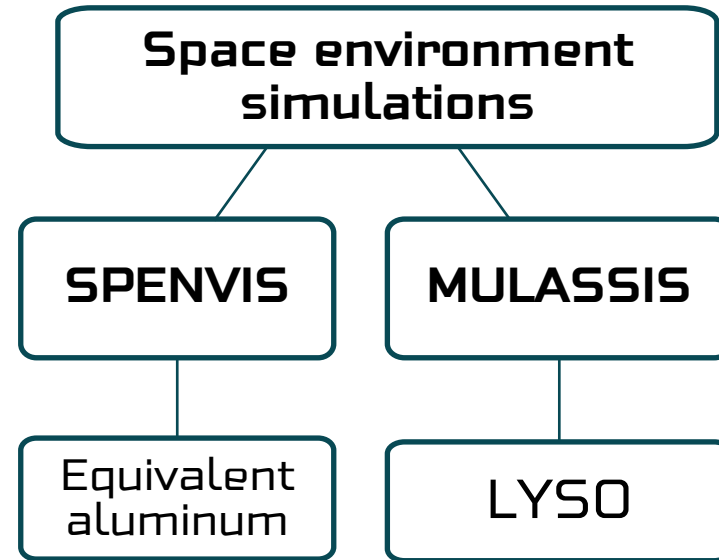 Space environment
simulations
SPENVIS
MULASSIS
Equivalent
aluminum
LYSO